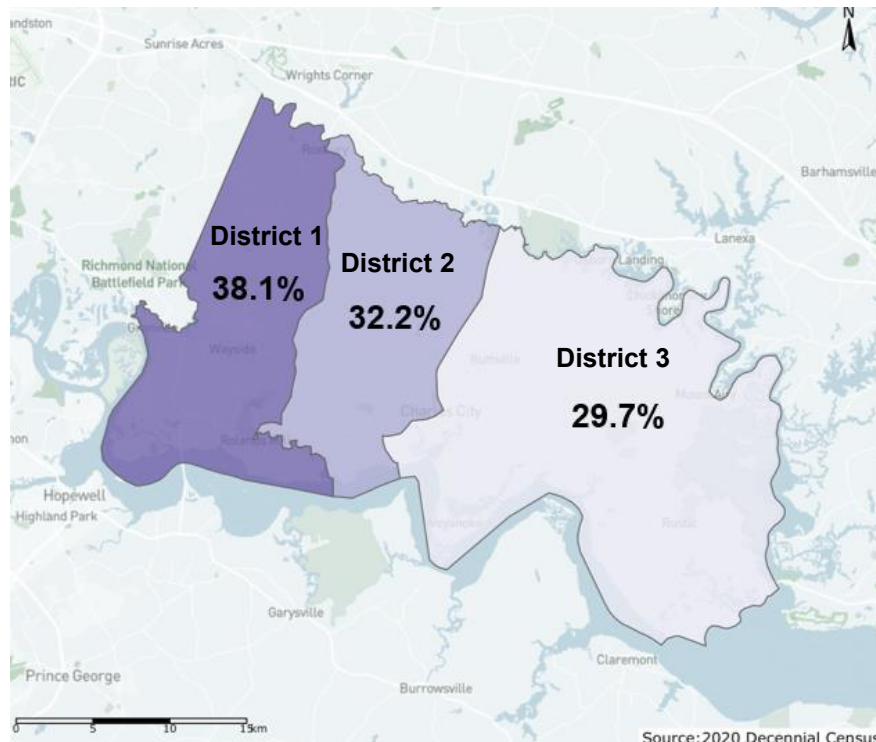 N
Sunrise Acres
Wrights Corner
Barhamsville
Lanexa
District 1
38.1%
District 2
32.2%
District 3
29.7%
Richmond National
Battlefield Park
Wayside
Charles City
Rustic
Hopewell
Highland Park
Garysville
Prince George
Burrowsville
Claremont
0 5 10 15km
Source:2020 Decennial Census